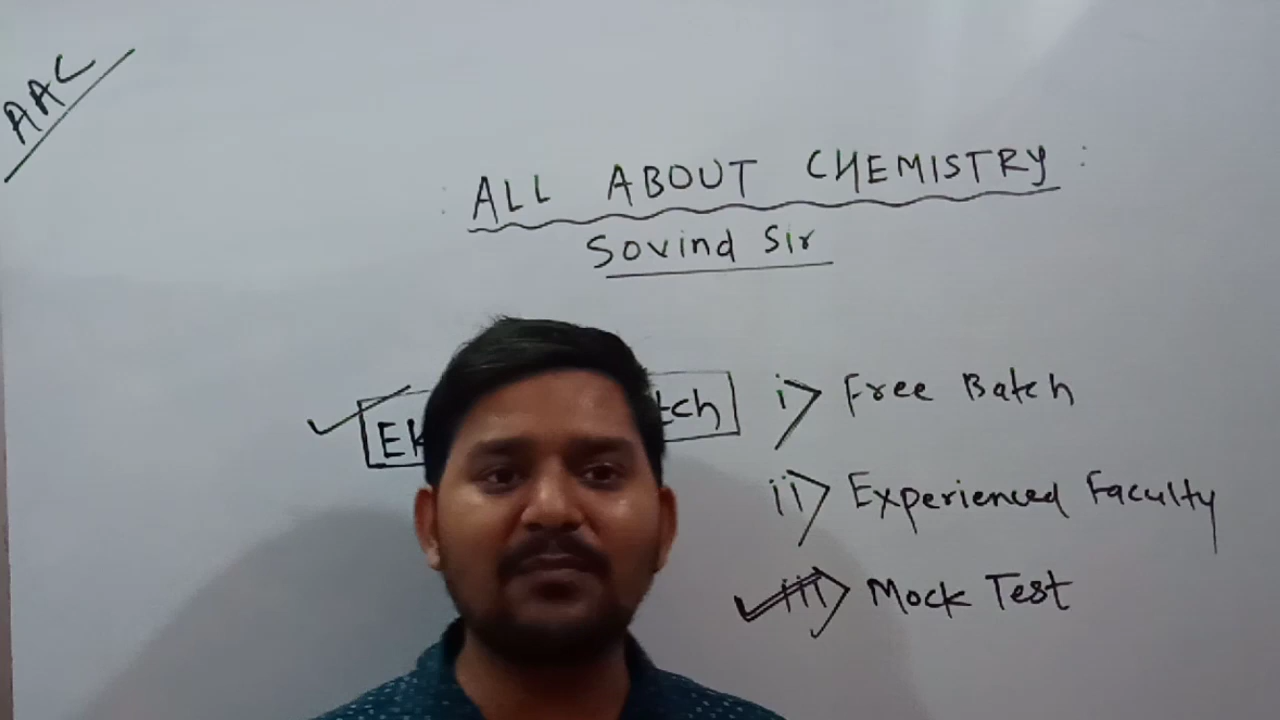 AAC
: ALL ABOUT CHEMISTRY :
Sovind Sir
i> Free Batch
ii> Experienced Faculty
iii> Mock Test